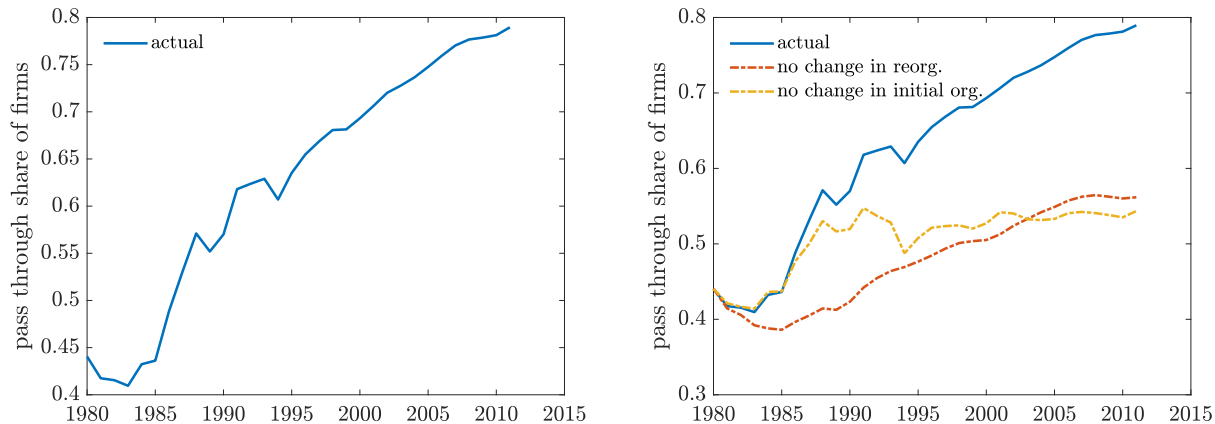 0.8
0.75
0.7
0.65
0.6
0.55
0.5
0.45
0.4
pass through share of firms
actual
1980 1985 1990 1995 2000 2005 2010 2015
0.8
0.7
0.6
0.5
0.4
0.3
pass through share of firms
actual
no change in reorg.
no change in initial org.
1980 1985 1990 1995 2000 2005 2010 2015